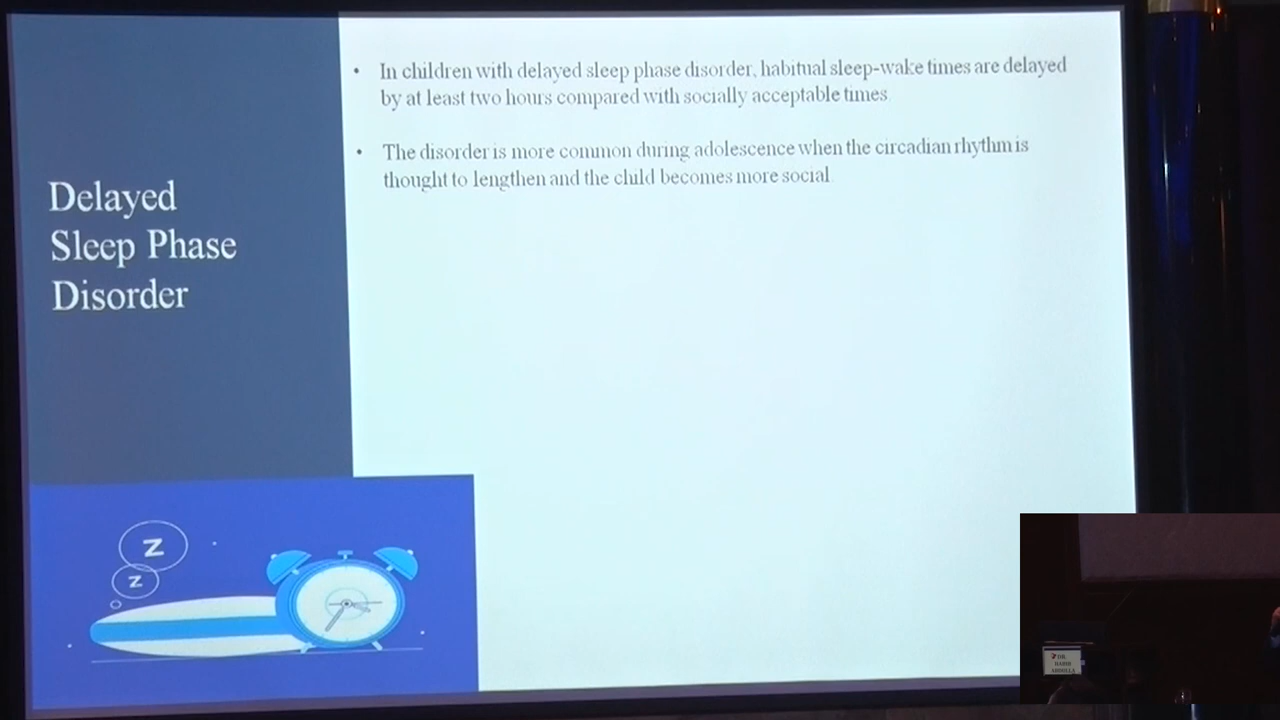 Delayed
Sleep Phase
Disorder
• In children with delayed sleep phase disorder, habitual sleep-wake times are delayed
by at least two hours compared with socially acceptable times.
• The disorder is more common during adolescence when the circadian rhythm is
thought to lengthen and the child becomes more social.
Z
Z
DR.